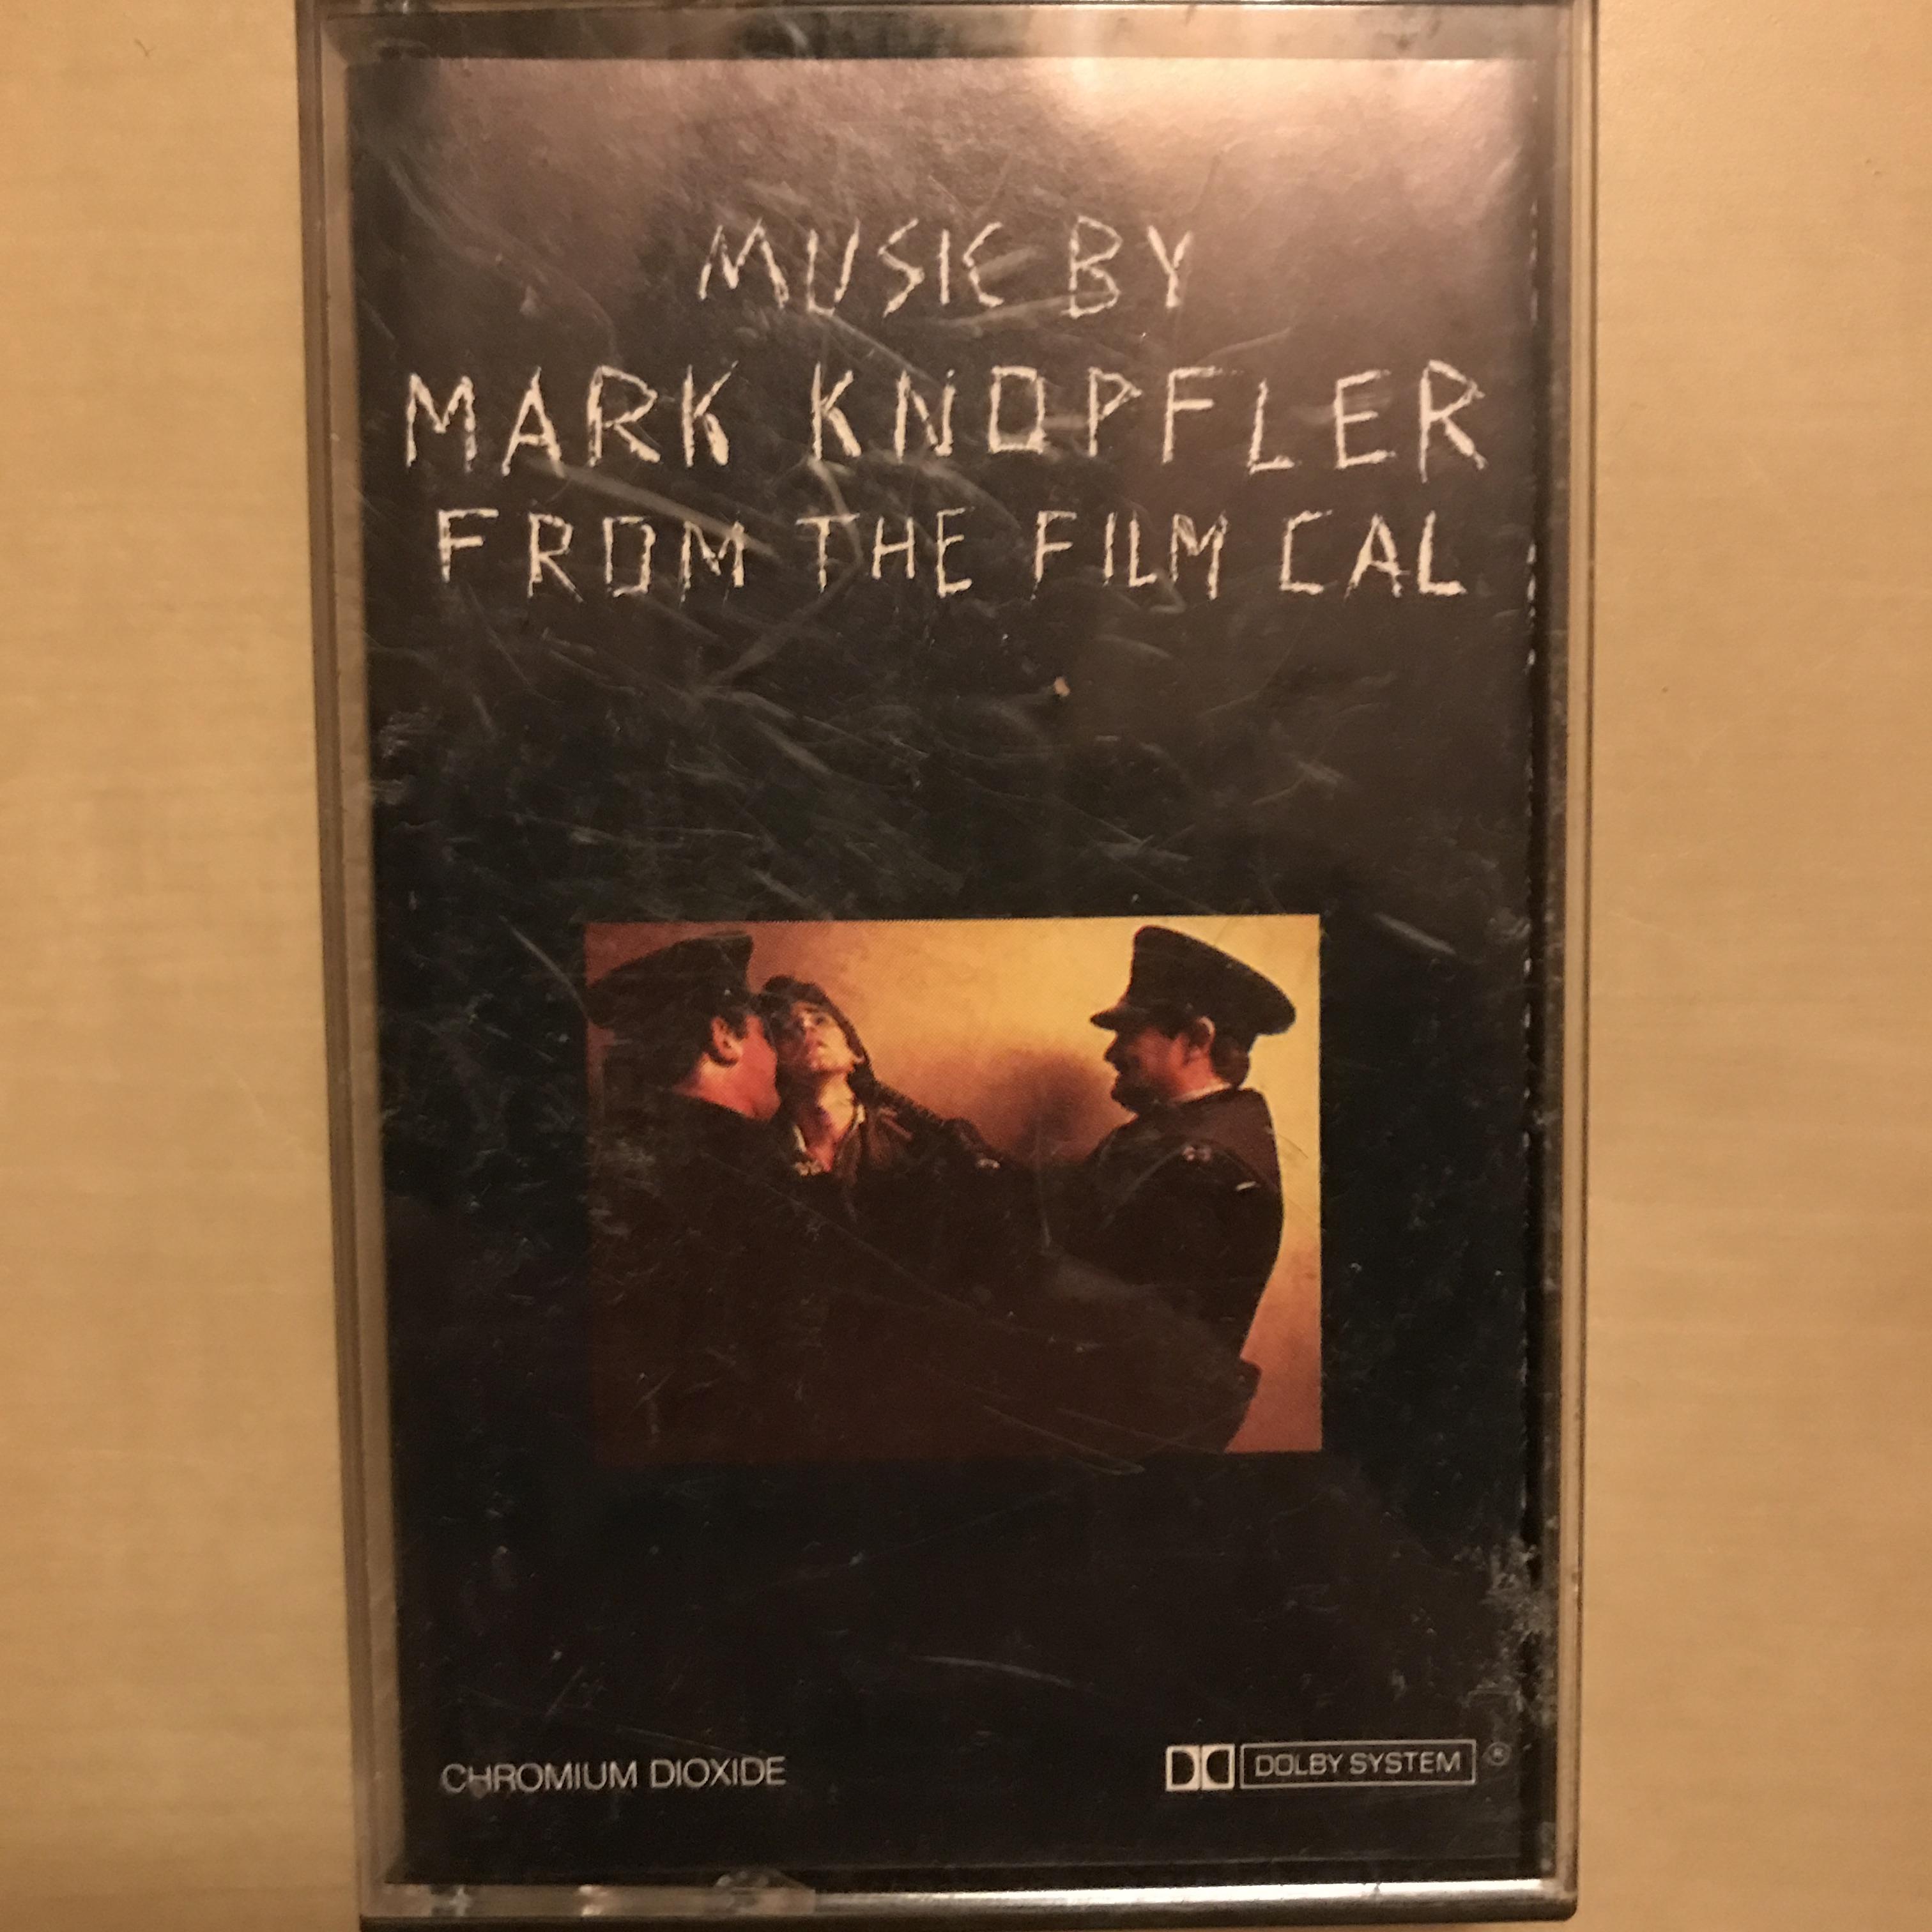 MUSIC BY
MARK KNOPFLER
FROM THE FILM CAL
CHROMIUM DIOXIDE
DOLBY SYSTEM ®